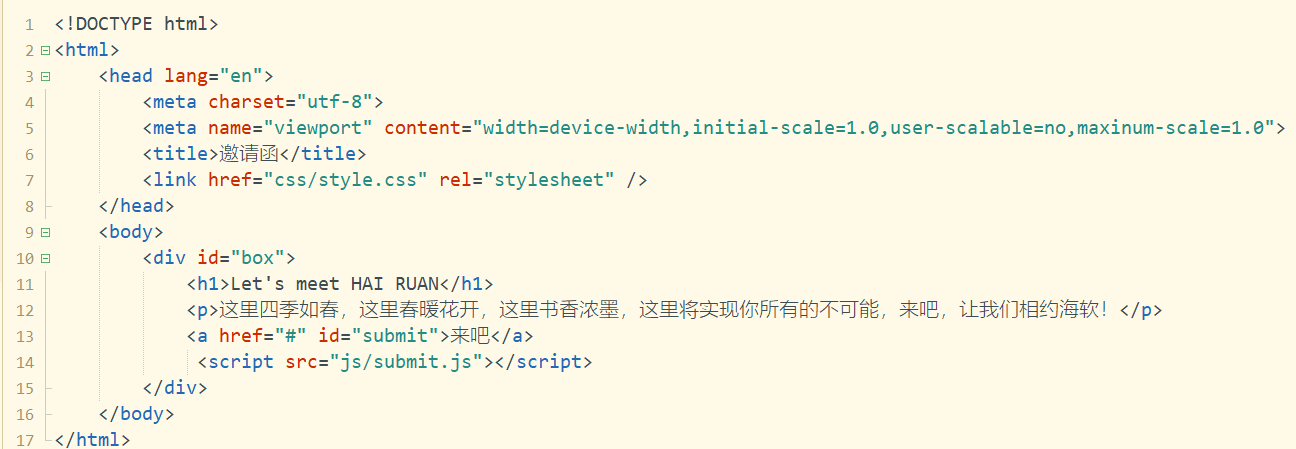 1 <!DOCTYPE html>
2 <html>
3 <head lang="en">
4 <meta charset="utf-8">
5 <meta name="viewport" content="width=device-width,initial-scale=1.0,user-scalable=no,maxinum-scale=1.0">
6 <title>邀请函</title>
7 <link href="css/style.css" rel="stylesheet" />
8 </head>
9 <body>
10 <div id="box">
11 <h1>Let's meet HAI RUAN</h1>
12 <p>这里四季如春，这里春暖花开，这里书香浓墨，这里将实现你所有的不可能，来吧，让我们相约海软！</p>
13 <a href="#" id="submit">来吧</a>
14 <script src="js/submit.js"></script>
15 </div>
16 </body>
17 </html>